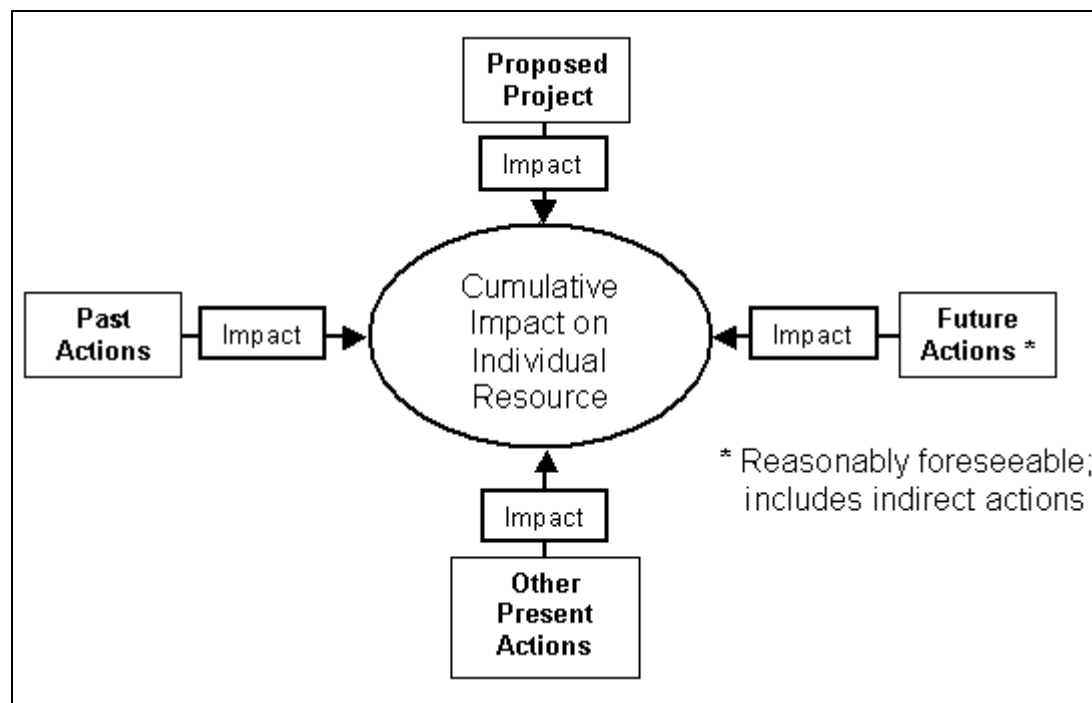 Proposed
Project
Impact
Past
Actions
Impact
Cumulative
Impact on
Individual
Resource
Impact
Future
Actions *
* Reasonably foreseeable;
includes indirect actions
Impact
Other
Present
Actions